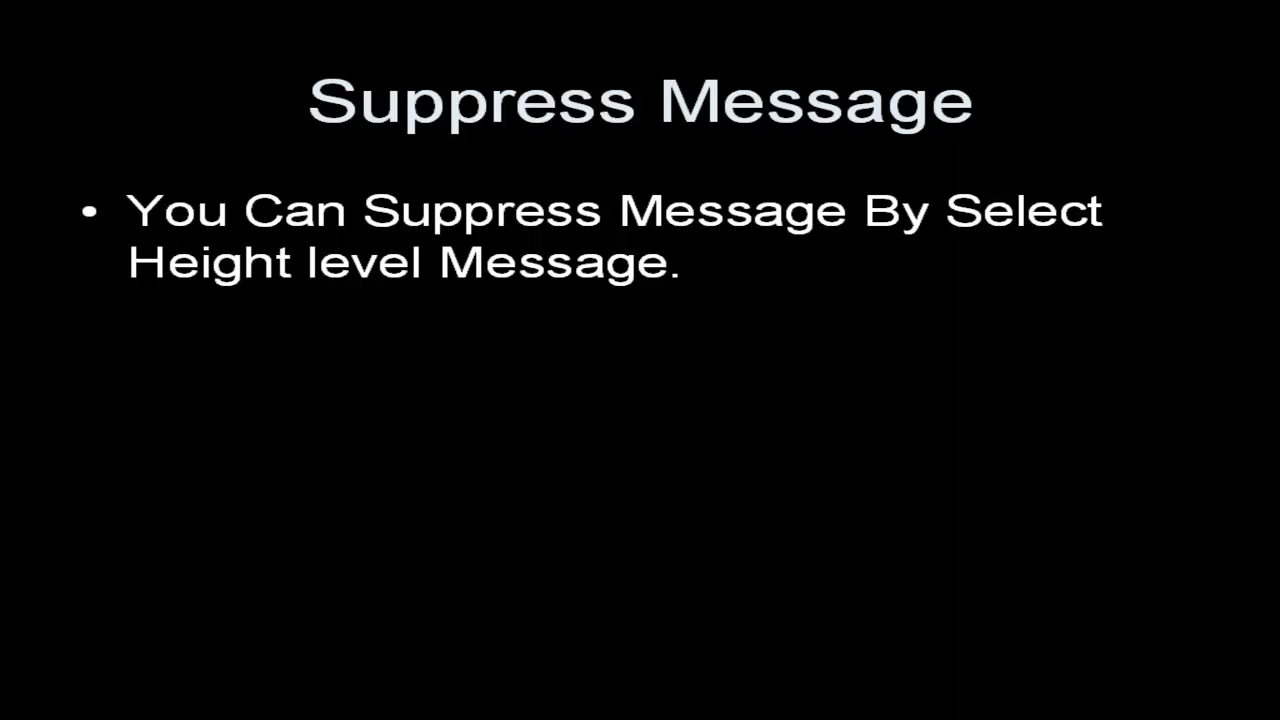 Suppress Message
• You Can Suppress Message By Select
Height level Message.